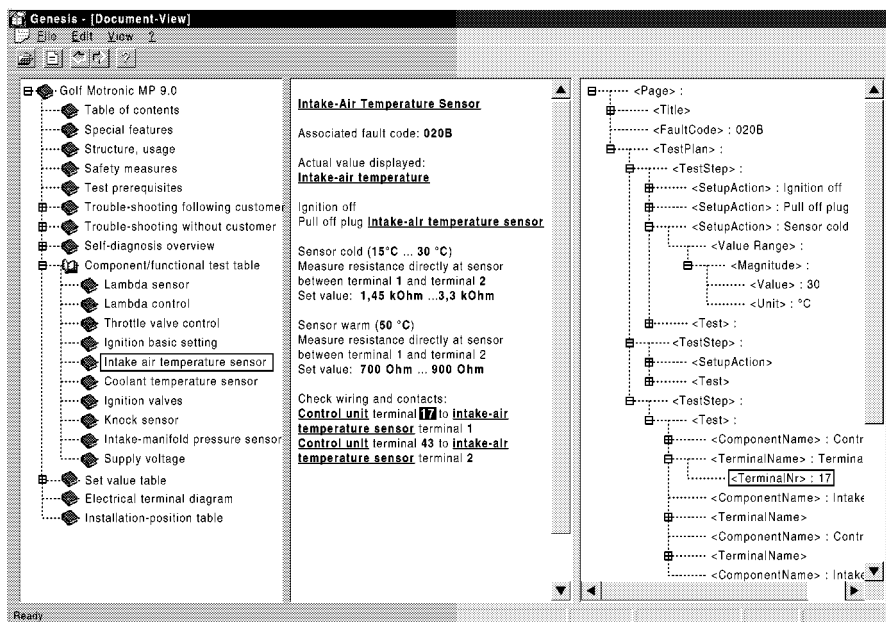 Genesis - [Document-View]
File Edit View ?
Golf Motronic MP 9.0
Table of contents
Special features
Structure, usage
Safety measures
Test prerequisites
Trouble-shooting following customer
Trouble-shooting without customer
Self-diagnosis overview
Component/functional test table
Lambda sensor
Lambda control
Throttle valve control
Ignition basic setting
Intake air temperature sensor
Coolant temperature sensor
Ignition valves
Knock sensor
Intake-manifold pressure sensor
Supply voltage
Set value table
Electrical terminal diagram
Installation-position table
Intake-Air Temperature Sensor
Associated fault code: 020B
Actual value displayed:
Intake-air temperature
Ignition off
Pull off plug Intake-air temperature sensor
Sensor cold (15°C ... 30 °C)
Measure resistance directly at sensor
between terminal 1 and terminal 2
Set value: 1,45 kOhm ...3,3 kOhm
Sensor warm (50 °C)
Measure resistance directly at sensor
between terminal 1 and terminal 2
Set value: 700 Ohm ... 900 Ohm
Check wiring and contacts:
Control unit terminal 17 to intake-air
temperature sensor terminal 1
Control unit terminal 43 to intake-air
temperature sensor terminal 2
<Page> :
<Title>
<FaultCode> : 020B
<TestPlan> :
<TestStep> :
<SetupAction> : Ignition off
<SetupAction> : Pull off plug
<SetupAction> : Sensor cold
<Value Range> :
<Magnitude> :
<Value> : 30
<Unit> : °C
<Test> :
<TestStep> :
<SetupAction>
<Test>
<TestStep> :
<Test> :
<ComponentName> : Contr
<TerminalName> : Termina
<TerminalNr> : 17
<ComponentName> : Intake
<TerminalName>
<ComponentName> : Contr
<TerminalName>
<ComponentName> : Intake
Ready